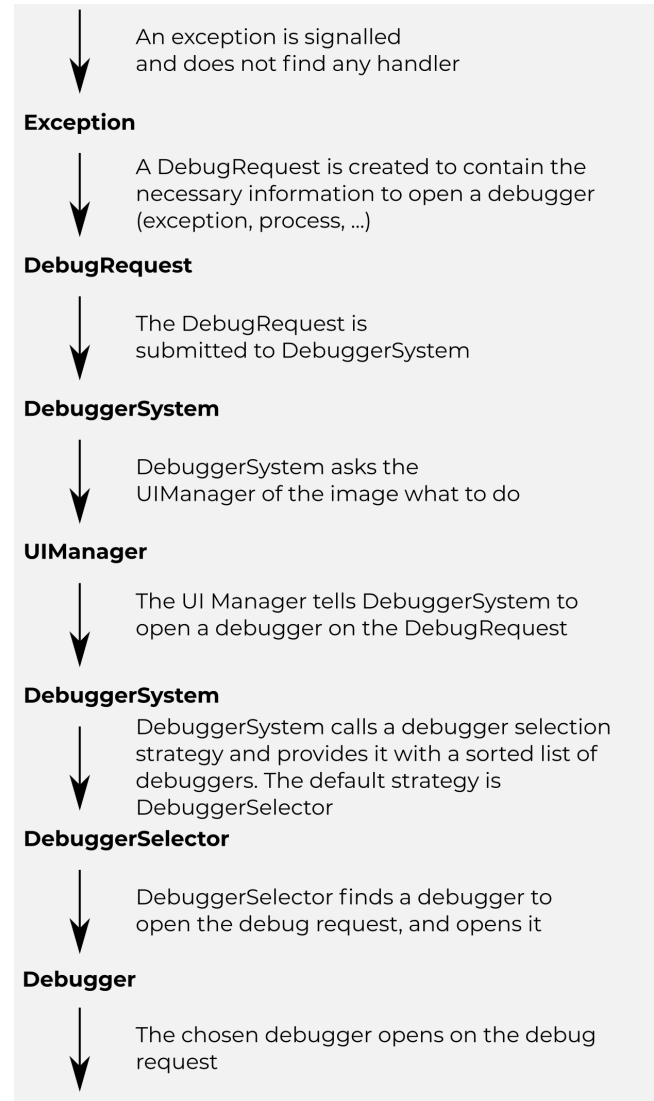 An exception is signalled
and does not find any handler
Exception
A DebugRequest is created to contain the
necessary information to open a debugger
(exception, process, ...)
DebugRequest
The DebugRequest is
submitted to DebuggerSystem
DebuggerSystem
DebuggerSystem asks the
UIManager of the image what to do
UIManager
The UI Manager tells DebuggerSystem to
open a debugger on the DebugRequest
DebuggerSystem
DebuggerSystem calls a debugger selection
strategy and provides it with a sorted list of
debuggers. The default strategy is
DebuggerSelector
DebuggerSelector
DebuggerSelector finds a debugger to
open the debug request, and opens it
Debugger
The chosen debugger opens on the debug
request